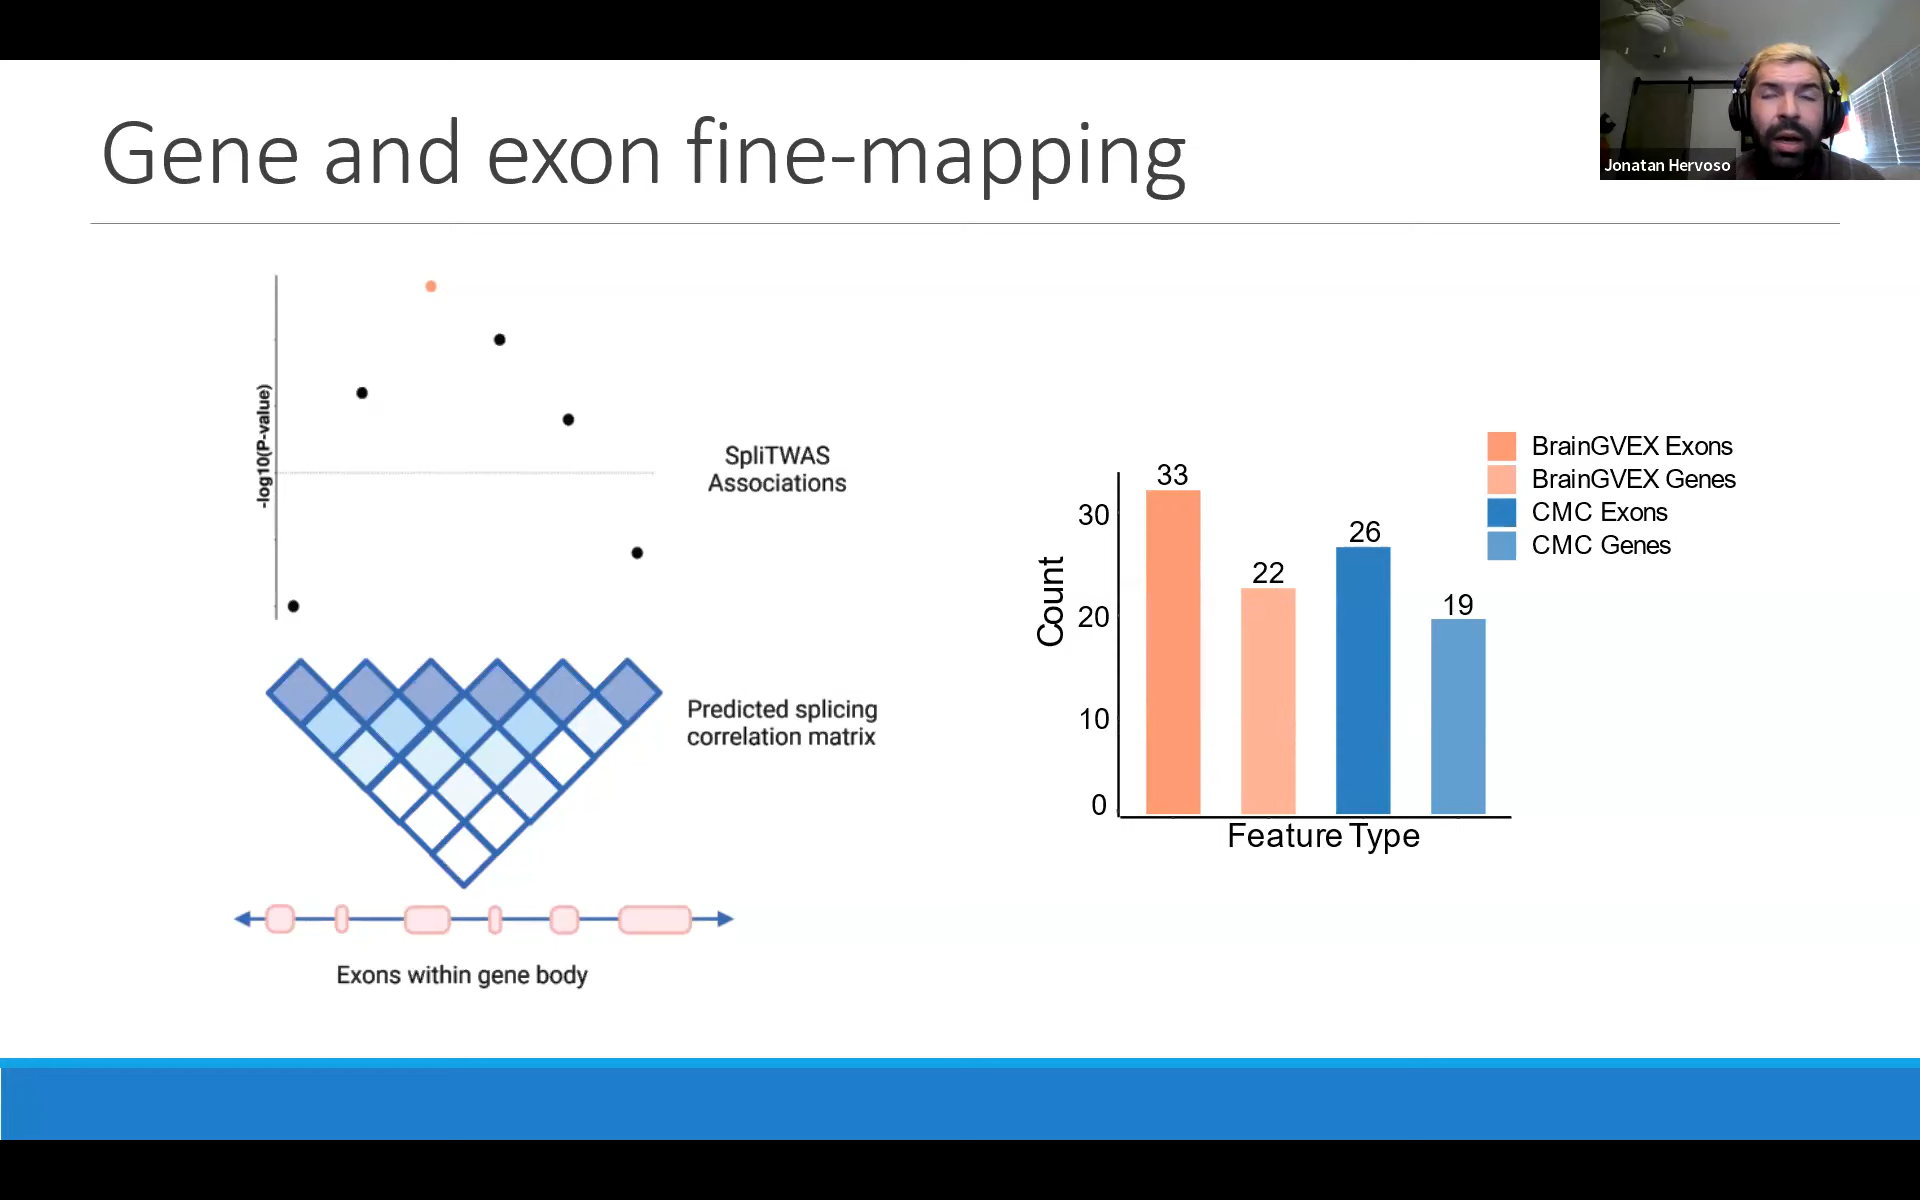 Gene and exon fine-mapping
Jonatan Hervoso
-log10(P-value)
SpliTWAS
Associations
Predicted splicing
correlation matrix
Exons within gene body
BrainGVEX Exons
BrainGVEX Genes
CMC Exons
CMC Genes
Count
30
20
10
0
33
22
26
19
Feature Type